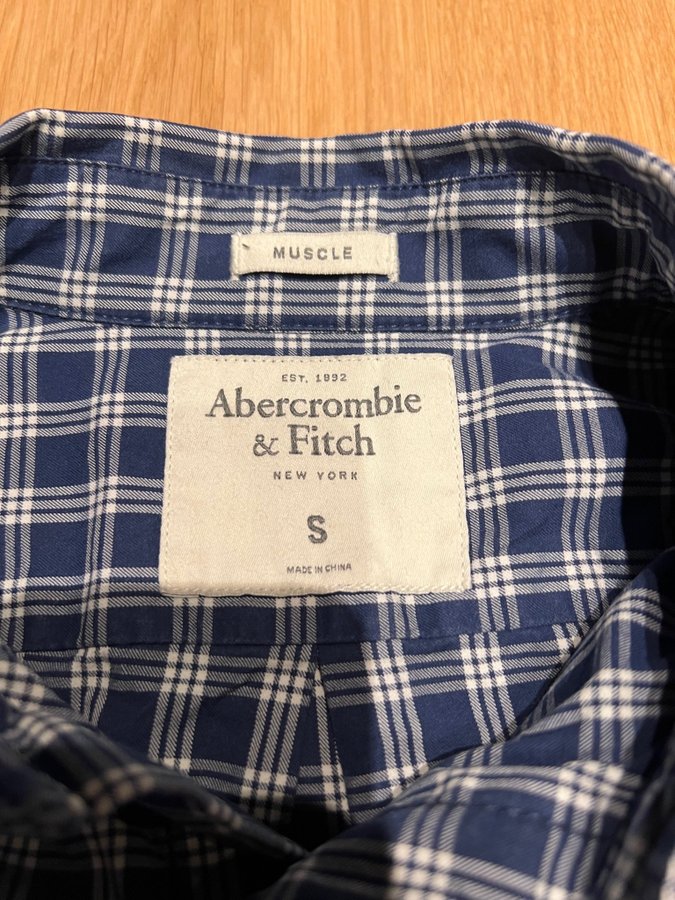 MUSCLE
EST. 1892
Abercrombie
& Fitch
NEW YORK
S
MADE IN CHINA